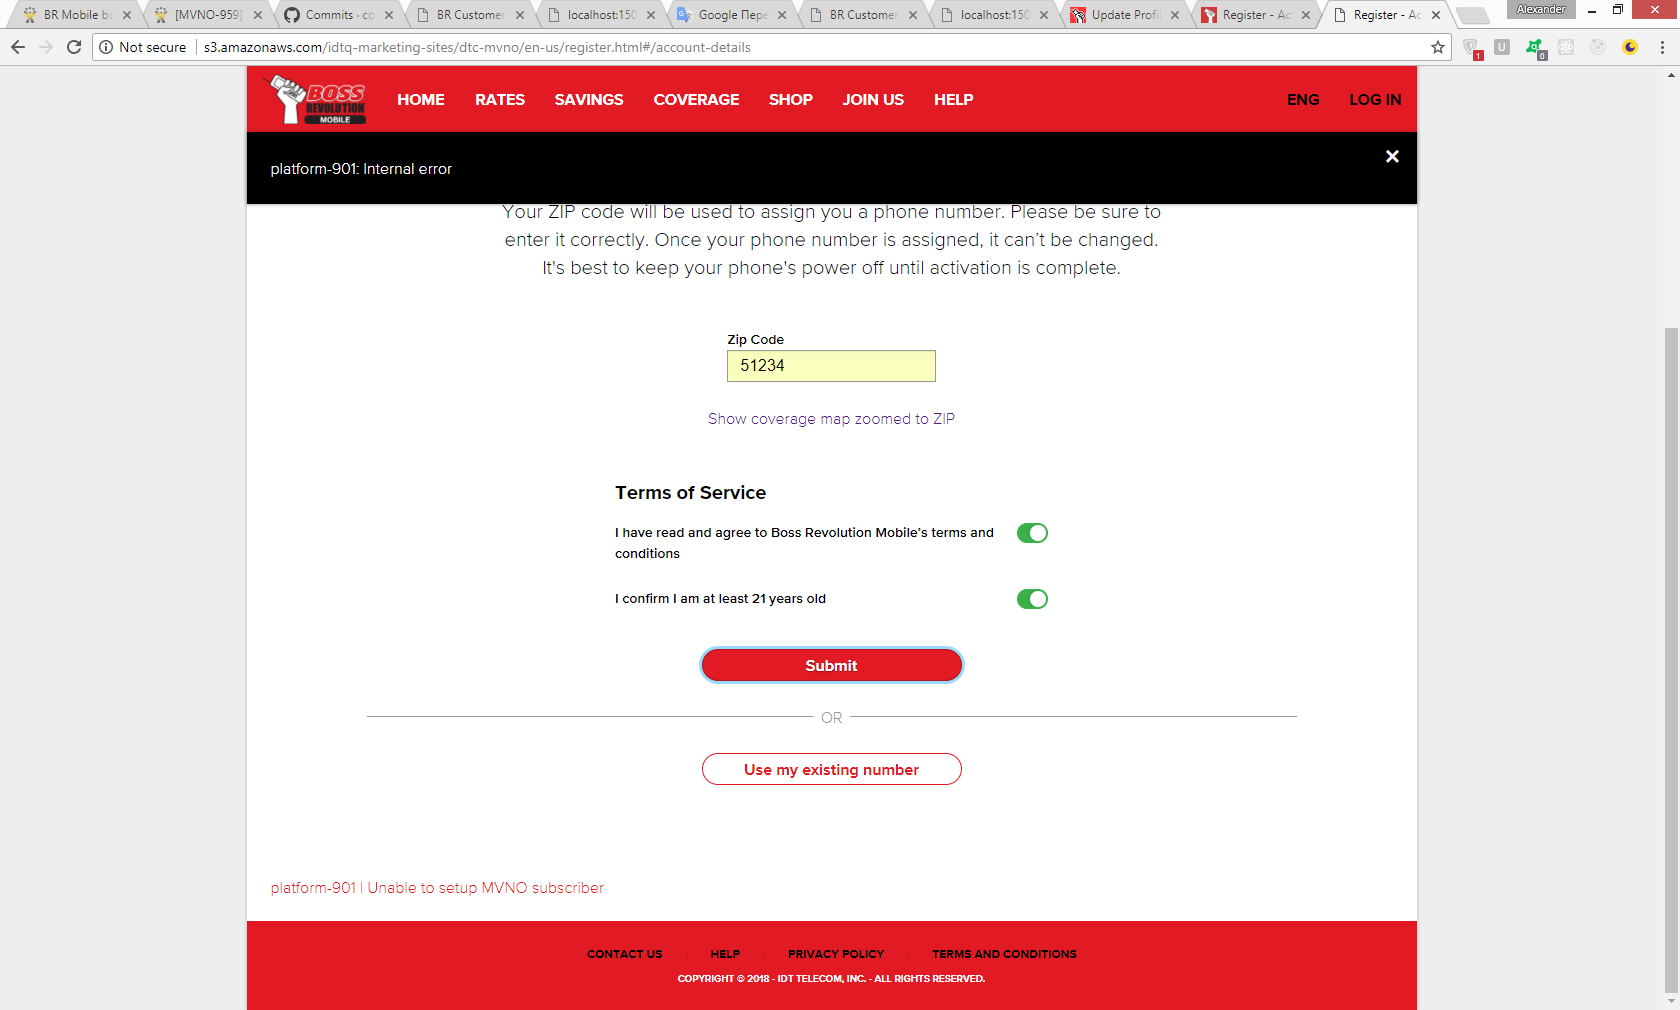 BR Mobile bo
[MVNO-959]
Commits · co
BR Customer
localhost:150
Google Пере
BR Customer
localhost:150
Update Profil
Register - Ac
Register - Ac
Alexander
Not secure
s3.amazonaws.com/idtq-marketing-sites/dtc-mvno/en-us/register.html#/account-details
1
U
0
BOSS
REVOLUTION
MOBILE
HOME
RATES
SAVINGS
COVERAGE
SHOP
JOIN US
HELP
ENG
LOG IN
platform-901: Internal error
Your ZIP code will be used to assign you a phone number. Please be sure to
enter it correctly. Once your phone number is assigned, it can't be changed.
It's best to keep your phone's power off until activation is complete.
Zip Code
51234
Show coverage map zoomed to ZIP
Terms of Service
I have read and agree to Boss Revolution Mobile's terms and
conditions
I confirm I am at least 21 years old
Submit
OR
Use my existing number
platform-901 | Unable to setup MVNO subscriber
CONTACT US | HELP | PRIVACY POLICY | TERMS AND CONDITIONS
COPYRIGHT © 2018 - IDT TELECOM, INC. - ALL RIGHTS RESERVED.